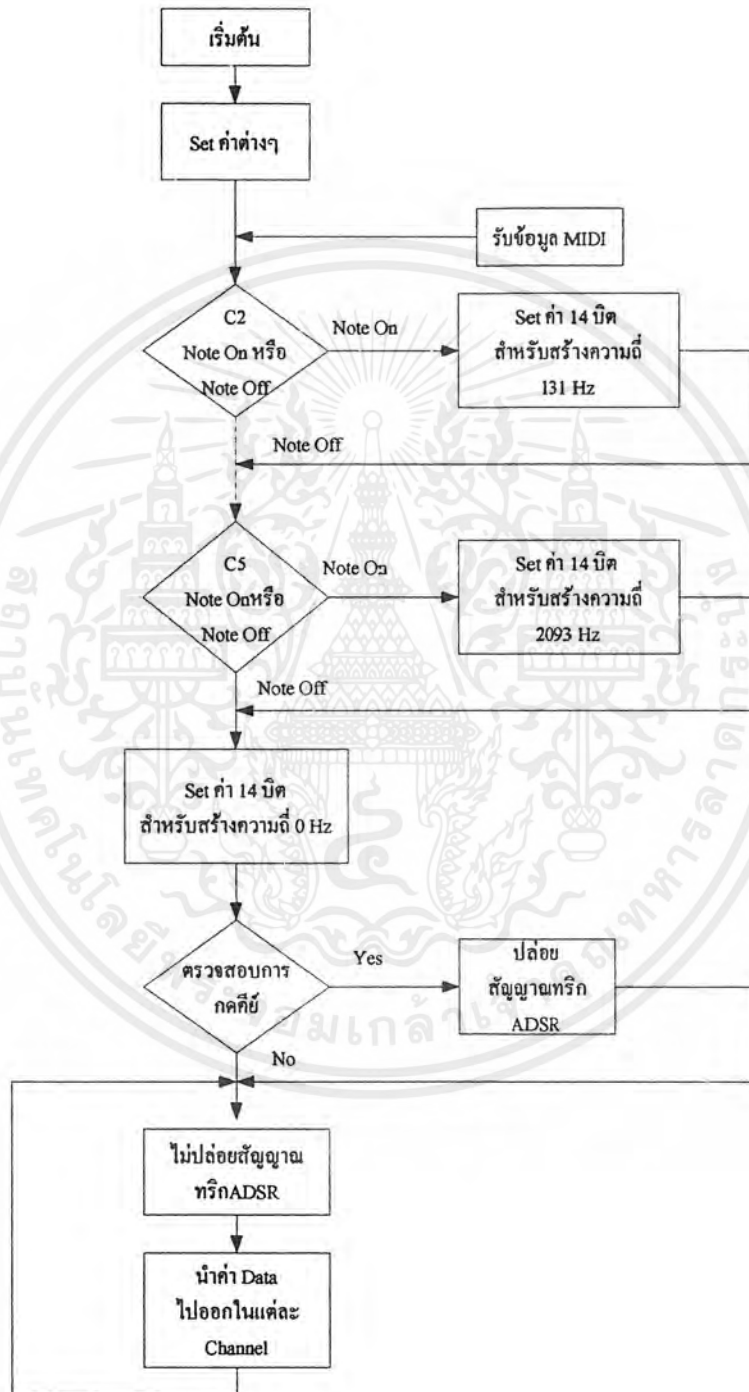 เริ่มต้น
Set ค่าต่างๆ
รับข้อมูล MIDI
C2
Note On หรือ
Note Off
Note On
Set ค่า 14 บิต
สำหรับสร้างความถี่
131 Hz
Note Off
C5
Note Onหรือ
Note Off
Note On
Set ค่า 14 บิต
สำหรับสร้างความถี่
2093 Hz
Note Off
Set ค่า 14 บิต
สำหรับสร้างความถี่ 0 Hz
ตรวจสอบการ
กดคีย์
Yes
ปล่อย
สัญญาณทริก
ADSR
No
ไม่ปล่อยสัญญาณ
ทริกADSR
นำค่า Data
ไปออกในแต่ละ
Channel